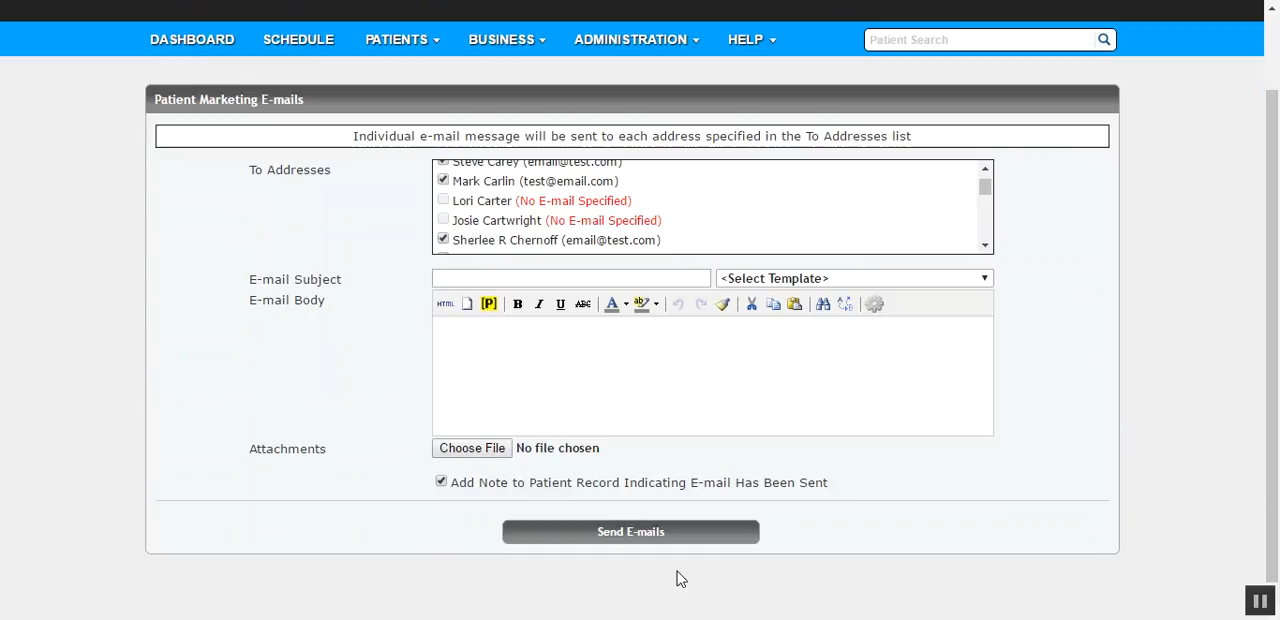 DASHBOARD SCHEDULE PATIENTS BUSINESS ADMINISTRATION HELP Patient Search
Patient Marketing E-mails
Individual e-mail message will be sent to each address specified in the To Addresses list
To Addresses
Steve Carey (email@test.com)
Mark Carlin (test@email.com)
Lori Carter (No E-mail Specified)
Josie Cartwright (No E-mail Specified)
Sherlee R Chernoff (email@test.com)
E-mail Subject <Select Template>
E-mail Body HTML [P] B I U ABC A ab
Attachments Choose File No file chosen
Add Note to Patient Record Indicating E-mail Has Been Sent
Send E-mails